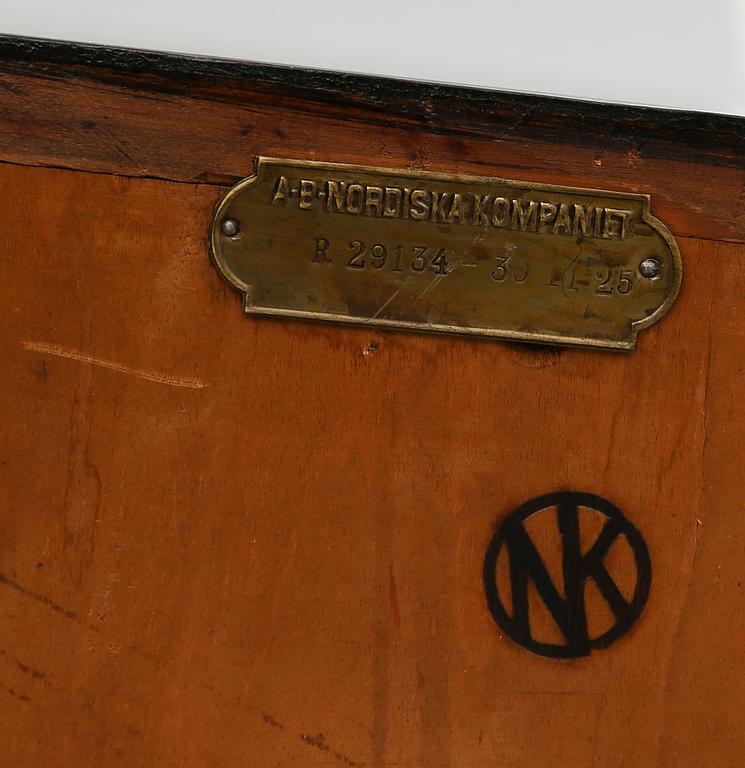 A·B·NORDISKA KOMPANIET
R 29134 - 30 11 25
NK